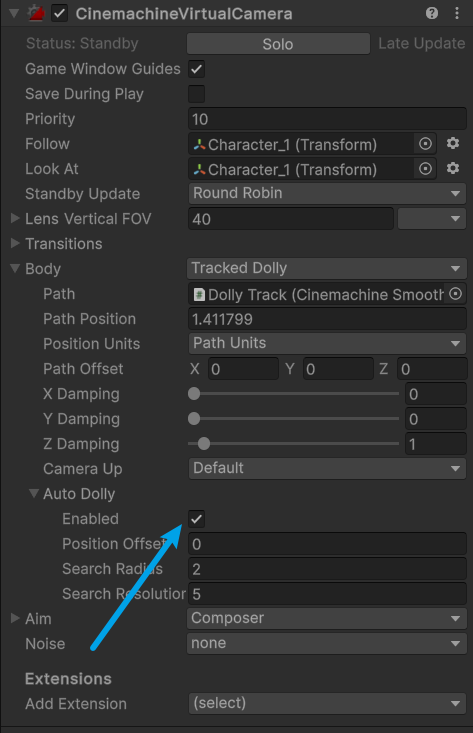 CinemachineVirtualCamera
Status: Standby Solo Late Update
Game Window Guides
Save During Play
Priority 10
Follow Character_1 (Transform)
Look At Character_1 (Transform)
Standby Update Round Robin
Lens Vertical FOV 40
Transitions
Body Tracked Dolly
Path Dolly Track (Cinemachine Smooth
Path Position 1.411799
Position Units Path Units
Path Offset X 0 Y 0 Z 0
X Damping 0
Y Damping 0
Z Damping 1
Camera Up Default
Auto Dolly
Enabled
Position Offset 0
Search Radius 2
Search Resolution 5
Aim Composer
Noise none
Extensions
Add Extension (select)